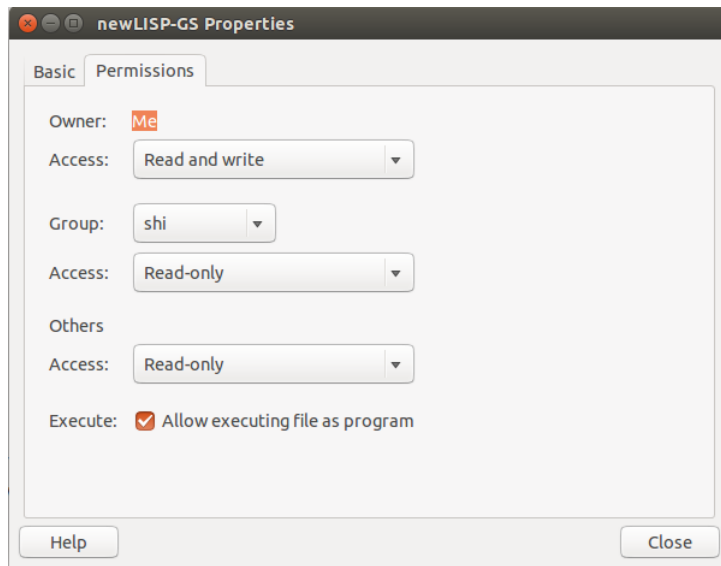 newLISP-GS Properties
Basic Permissions
Owner: Me
Access: Read and write
Group: shi
Access: Read-only
Others
Access: Read-only
Execute: Allow executing file as program
Help Close